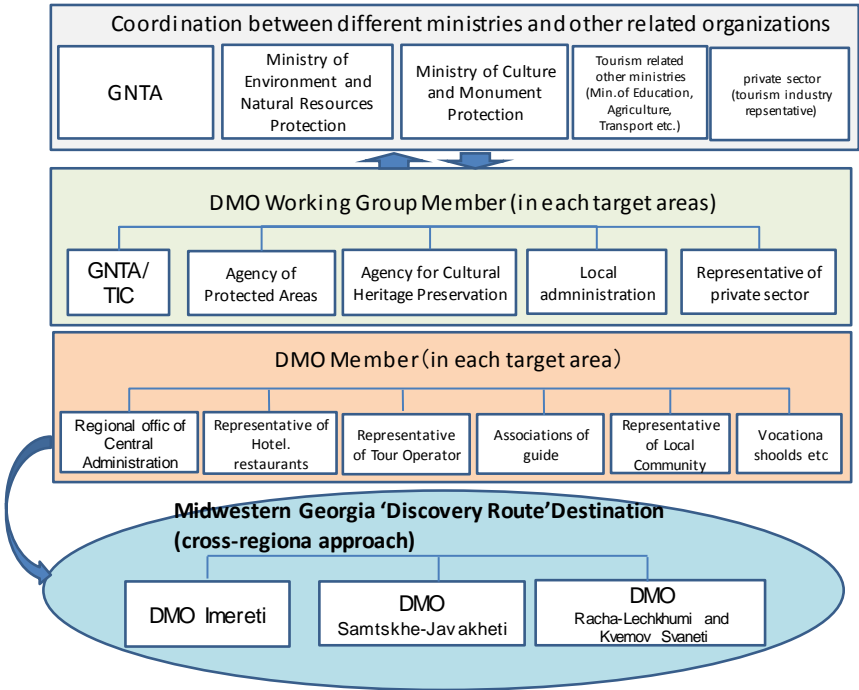 Coordination between different ministries and other related organizations
GNTA
Ministry of
Environment and
Natural Resources
Protection
Ministry of Culture
and Monument
Protection
Tourism related
other ministries
(Min.of Education,
Agriculture,
Transport etc.)
private sector
(tourism industry
repsentative)
DMO Working Group Member (in each target areas)
GNTA/
TIC
Agency of
Protected Areas
Agency for Cultural
Heritage Preservation
Local
admninistration
Representative of
private sector
DMO Member (in each target area)
Regional offic of
Central
Administration
Representative of
Hotel.
restaurants
Representative
of Tour Operator
Associations of
guide
Representative
of Local
Community
Vocationa
shoolds etc
Midwestern Georgia ‘Discovery Route’Destination
(cross-regiona approach)
DMO Imereti
DMO
Samtskhe-Javakheti
DMO
Racha-Lechkhumi and
Kvemov Svaneti